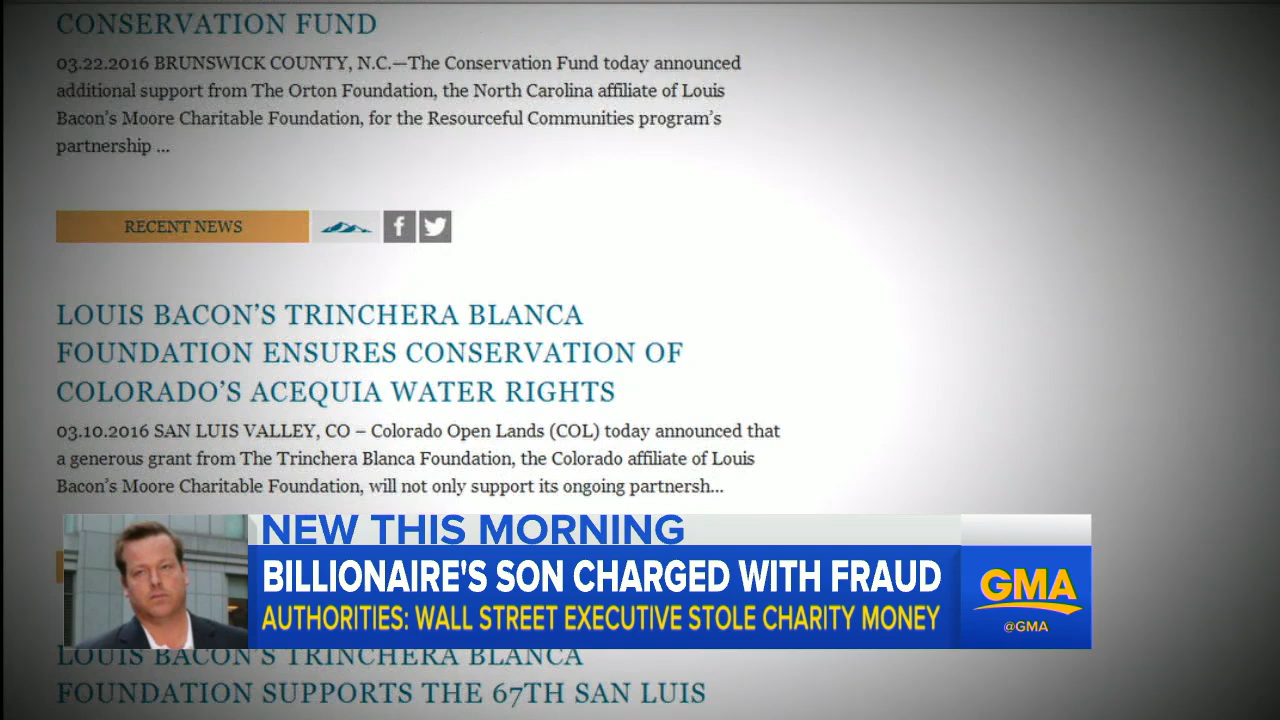 CONSERVATION FUND
03.22.2016 BRUNSWICK COUNTY, N.C.—The Conservation Fund today announced
additional support from The Orton Foundation, the North Carolina affiliate of Louis
Bacon's Moore Charitable Foundation, for the Resourceful Communities program's
partnership ...
RECENT NEWS
f
LOUIS BACON'S TRINCHERA BLANCA
FOUNDATION ENSURES CONSERVATION OF
COLORADO'S ACEQUIA WATER RIGHTS
03.10.2016 SAN LUIS VALLEY, CO – Colorado Open Lands (COL) today announced that
a generous grant from The Trinchera Blanca Foundation, the Colorado affiliate of Louis
Bacon's Moore Charitable Foundation, will not only support its ongoing partnersh...
NEW THIS MORNING
BILLIONAIRE'S SON CHARGED WITH FRAUD
AUTHORITIES: WALL STREET EXECUTIVE STOLE CHARITY MONEY
GMA
@GMA
LOUIS BACON'S TRINCHERA BLANCA
FOUNDATION SUPPORTS THE 67TH SAN LUIS